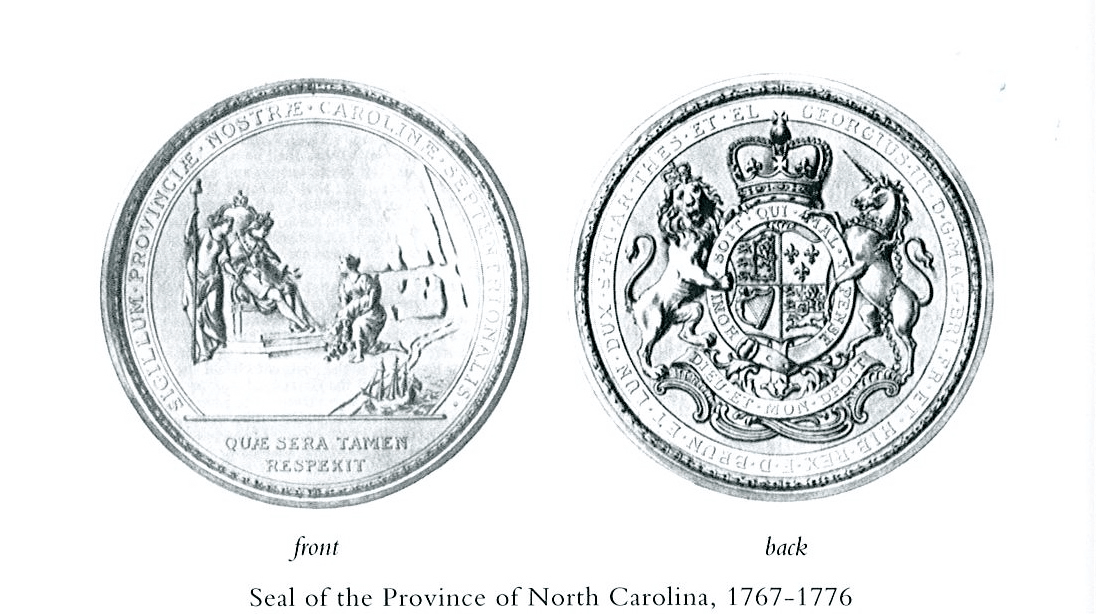 SIGILLUM · PROVINCIÆ · NOSTRÆ · CAROLINÆ · SEPTENTRIONALIS ·
QUÆ SERA TAMEN
RESPEXIT
GEORGIUS · III · D · G · MAG · BRI · FR · ET · HIB · REX · F · D · BRUN · ET · LUN · DUX · S · R · I · AR · THES · ET · EL
HONI · SOIT · QUI · MAL · Y · PENSE
DIEU · ET · MON · DROIT
front
back
Seal of the Province of North Carolina, 1767–1776